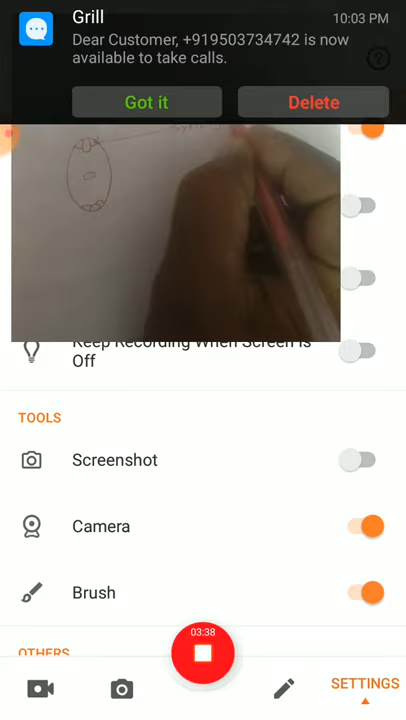 Grill
10:03 PM
Dear Customer, +919503734742 is now
available to take calls.
Got it
Delete
Keep Recording When Screen Is
Off
TOOLS
Screenshot
Camera
Brush
03:38
OTHERS
SETTINGS